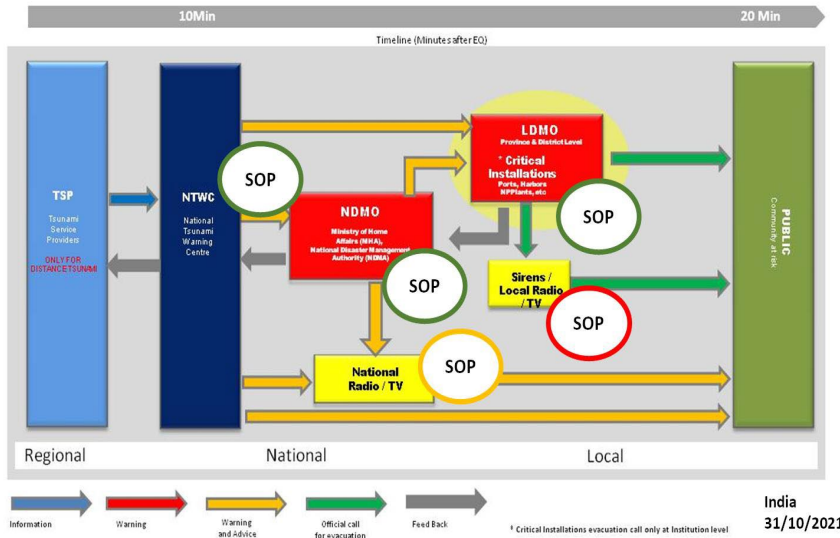 10Min
20 Min
Timeline (Minutes after EQ)
TSP
Tsunami
Service
Providers
ONLY FOR
DISTANCE TSUNAMI
NTWC
National
Tsunami
Warning
Centre
SOP
NDMO
Ministry of Home
Affairs (MHA),
National Disaster Management
Authority (NDMA)
SOP
LDMO
Province & District Level
* Critical
Installations
Ports, Harbors
NPPlants, etc
SOP
Sirens /
Local Radio
/ TV
SOP
National
Radio / TV
SOP
PUBLIC
Community at risk
Regional
National
Local
Information
Warning
Warning
and Advice
Official call
for evacuation
Feed Back
* Critical Installations evacuation call only at Institution level
India
31/10/2021